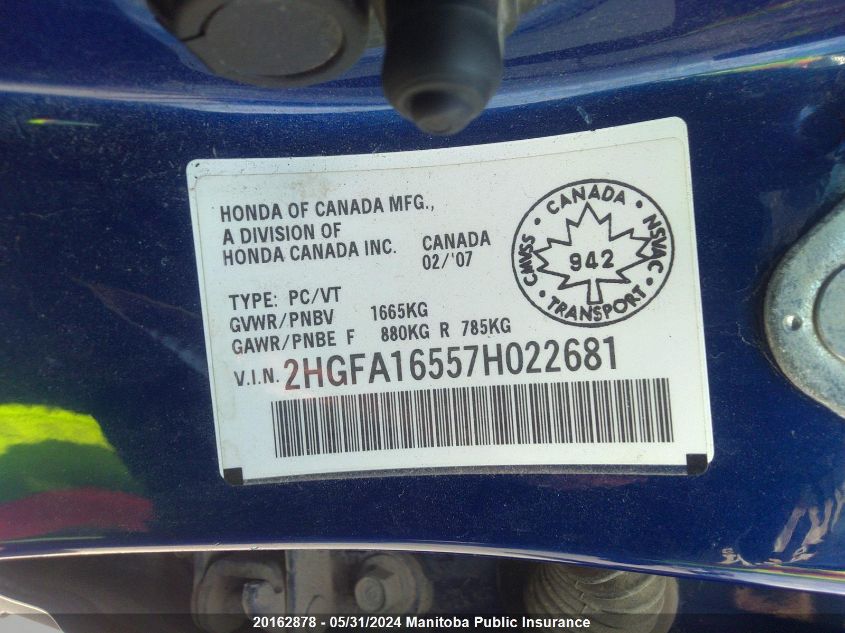 HONDA OF CANADA MFG.,
A DIVISION OF
HONDA CANADA INC. CANADA
02/'07
CMVSS · CANADA · NSVAC · TRANSPORT ·
942
TYPE: PC/VT
GVWR/PNBV 1665KG
GAWR/PNBE F 880KG R 785KG
V.I.N. 2HGFA16557H022681
20162878 - 05/31/2024 Manitoba Public Insurance